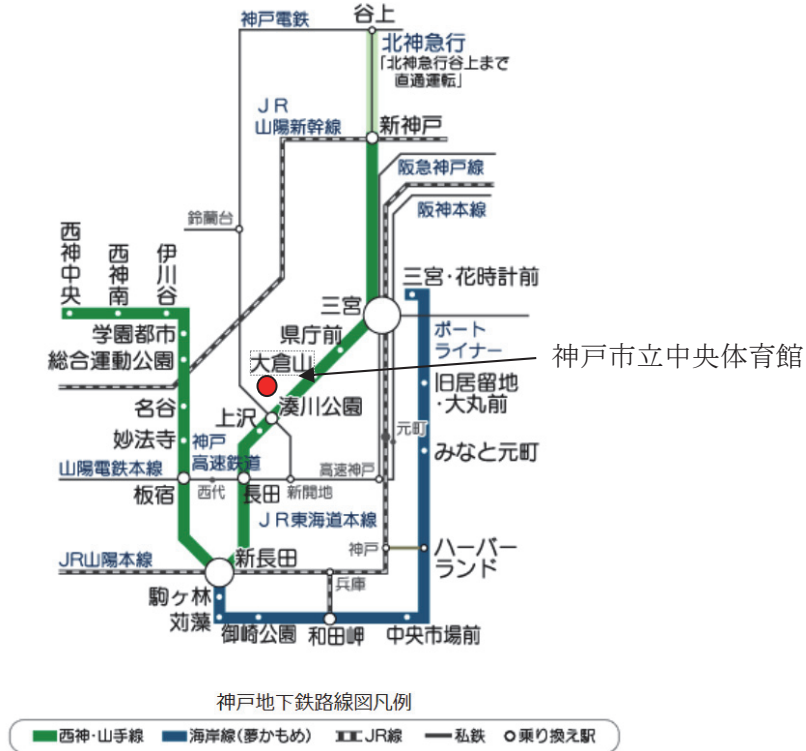 神戸電鉄
谷上
北神急行
「北神急行谷上まで
直通運転」
JR
山陽新幹線
新神戸
阪急神戸線
阪神本線
鈴蘭台
西神中央
西神南
伊川谷
三宮・花時計前
三宮
学園都市
県庁前
ポート
ライナー
総合運動公園
大倉山
神戸市立中央体育館
旧居留地
・大丸前
名谷
湊川公園
上沢
元町
妙法寺
神戸
高速鉄道
みなと元町
山陽電鉄本線
高速神戸
板宿
西代
長田
新開地
JR東海道本線
神戸
ハーバー
ランド
JR山陽本線
新長田
兵庫
駒ヶ林
苅藻
御崎公園
和田岬
中央市場前
神戸地下鉄路線図凡例
西神・山手線
海岸線(夢かもめ)
JR線
私鉄
乗り換え駅